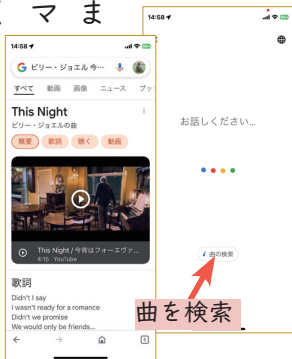 マ ま
14:58
ビリー・ジョエル 今…
すべて 動画 画像 ニュース ブッ
This Night
ビリー・ジョエルの曲
概要 歌詞 聴く 動画
This Night / 今宵はフォーエヴァ...
4:15 · YouTube
歌詞
Didn't I say
I wasn't ready for a romance
Didn't we promise
We would only be friends...
14:58
お話しください...
曲の検索
曲を検索